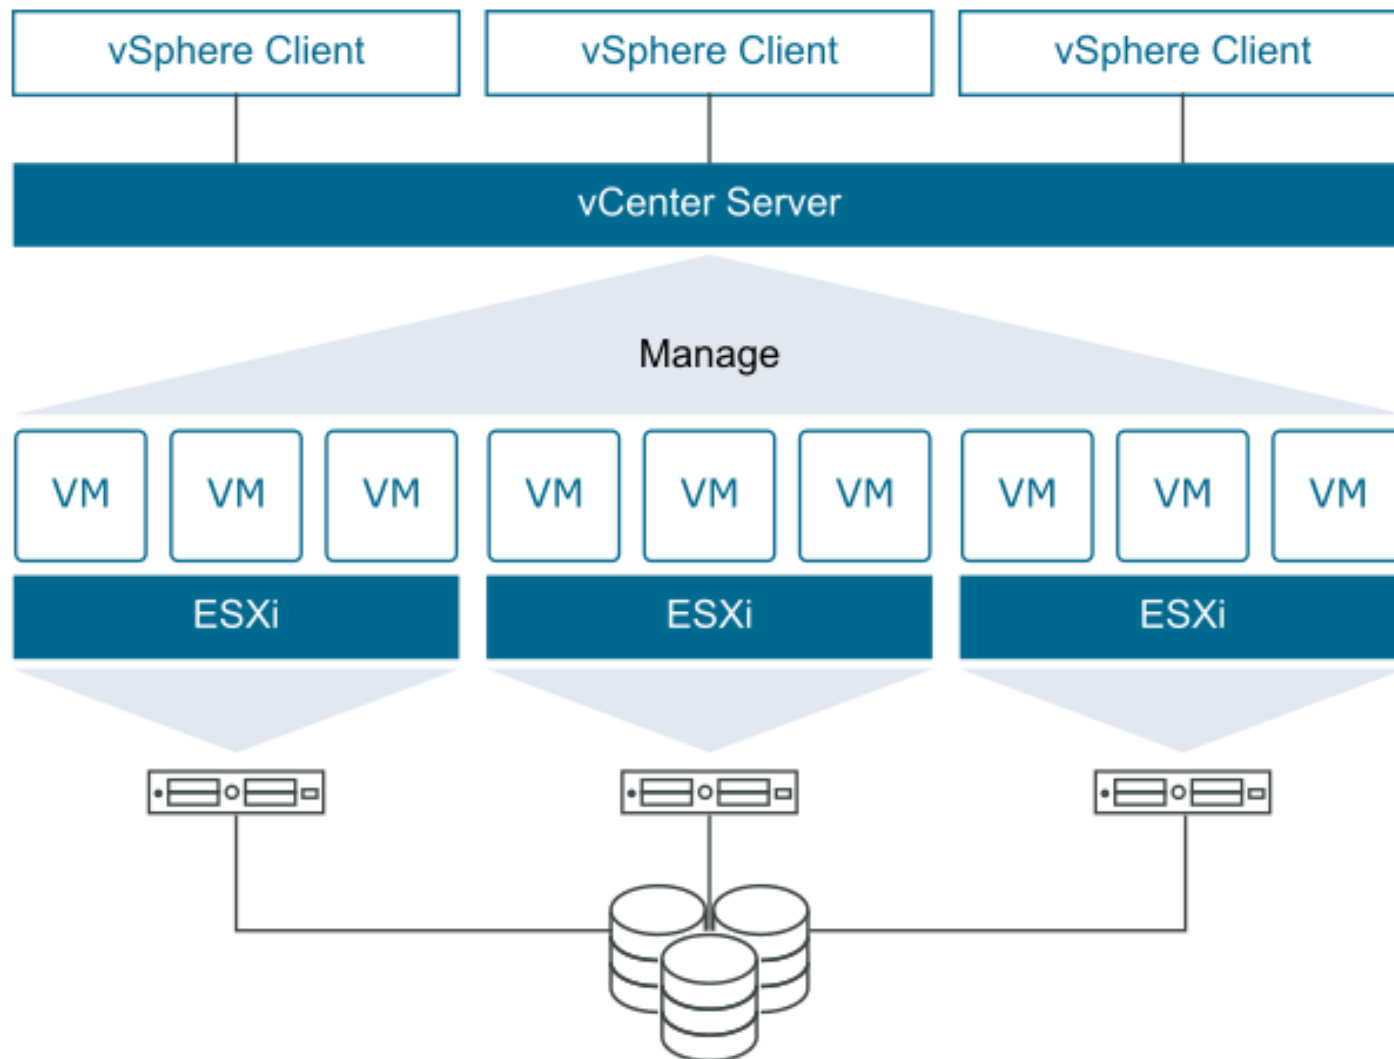 vSphere Client
vSphere Client
vSphere Client
vCenter Server
Manage
VM
VM
VM
VM
VM
VM
VM
VM
VM
ESXi
ESXi
ESXi